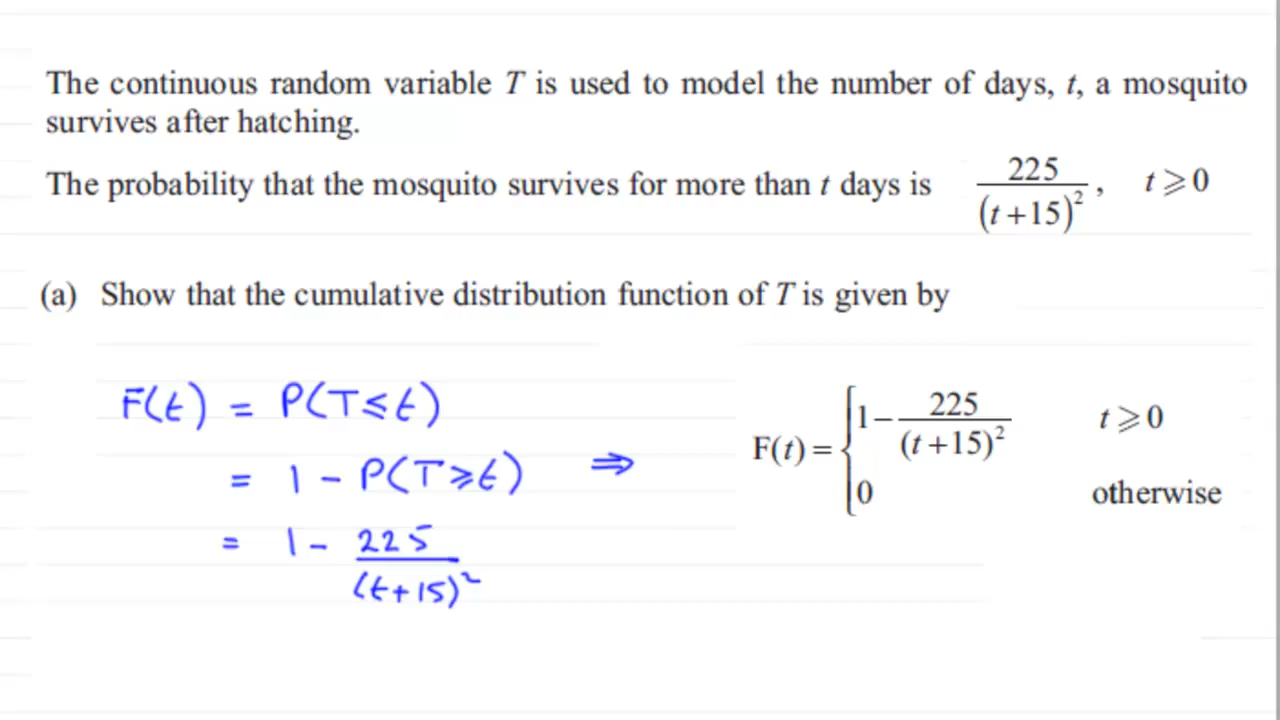 The continuous random variable T is used to model the number of days, t, a mosquito
survives after hatching.
The probability that the mosquito survives for more than t days is 225/(t+15)², t⩾0
(a) Show that the cumulative distribution function of T is given by
F(t) = P(T⩽t)
= 1 - P(T⩾t) ⇒
= 1 - 225/(t+15)²
F(t) = { 1 − 225/(t+15)² t⩾0
0 otherwise